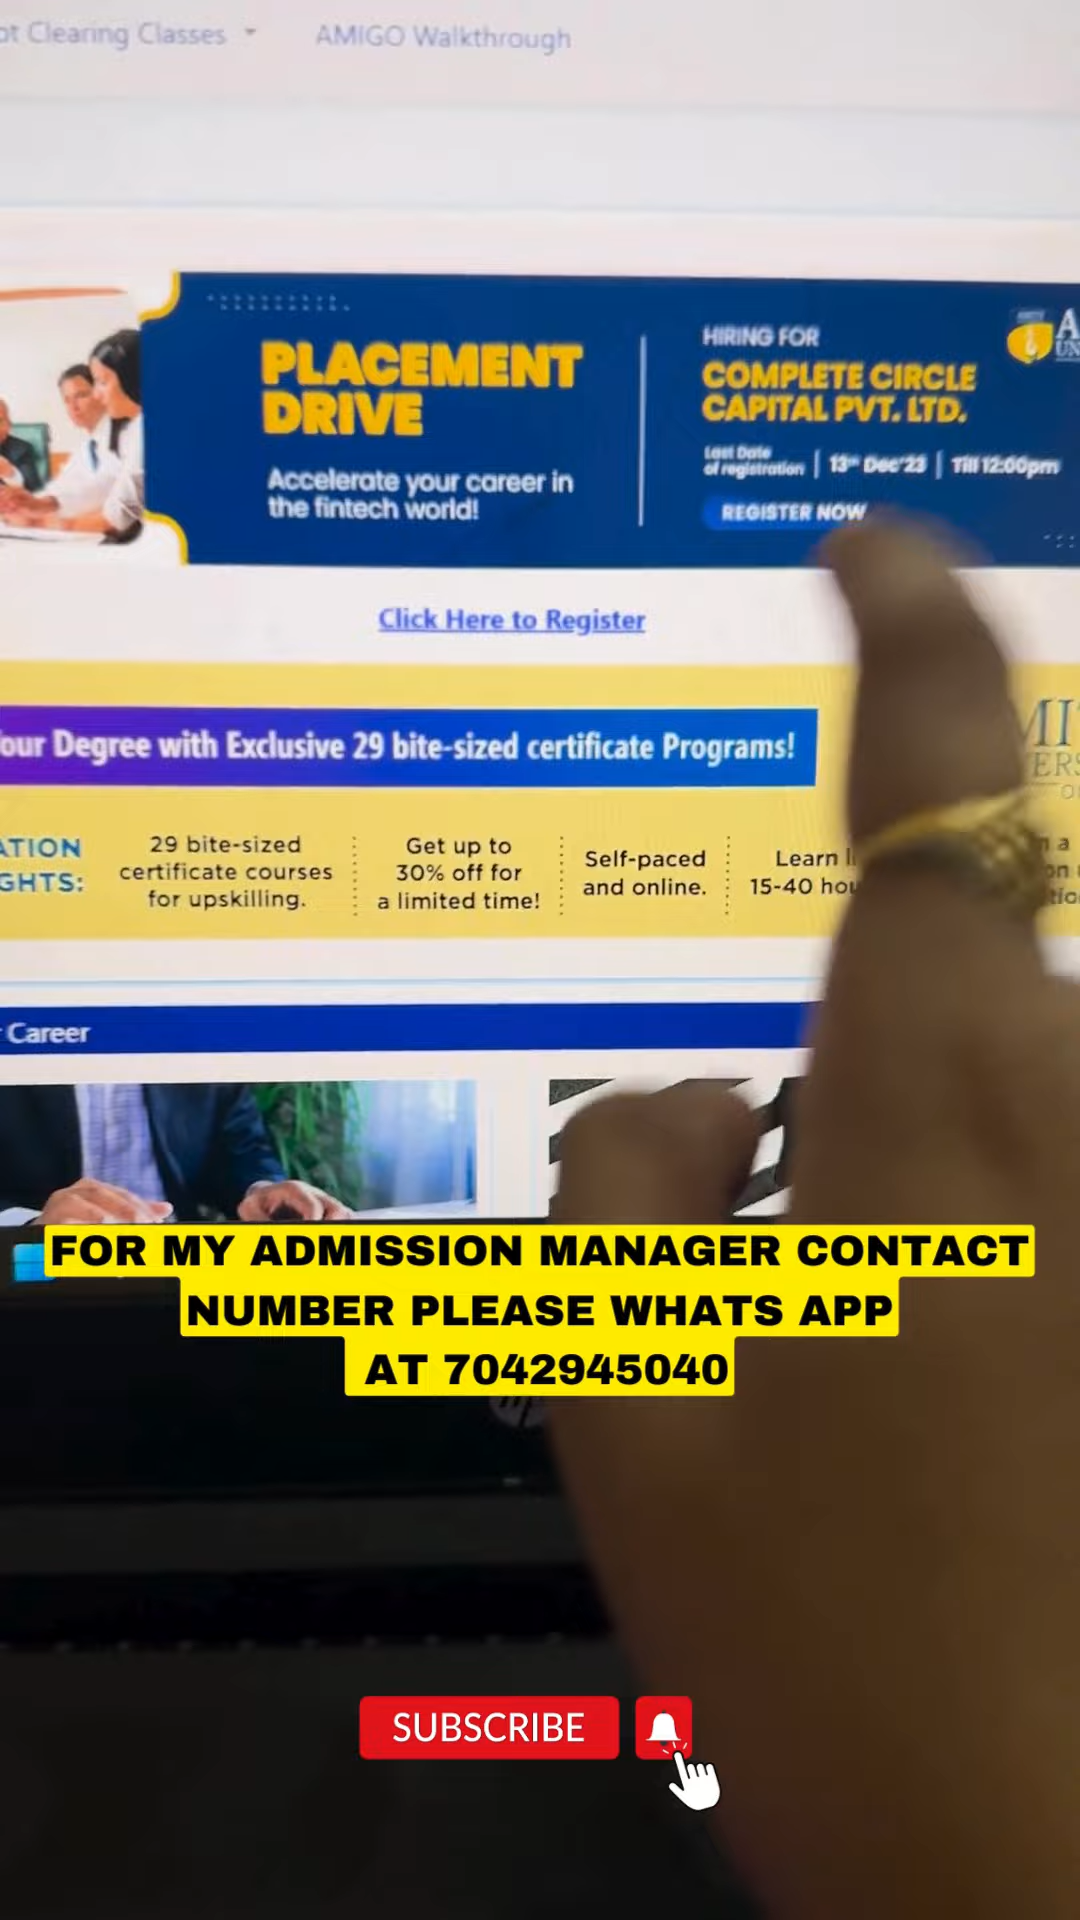 ot Clearing Classes
AMIGO Walkthrough
PLACEMENT
DRIVE
Accelerate your career in
the fintech world!
HIRING FOR
COMPLETE CIRCLE
CAPITAL PVT. LTD.
Last Date
of registration | 13th Dec'23 | Till 12:00pm
REGISTER NOW
Click Here to Register
our Degree with Exclusive 29 bite-sized certificate Programs!
ATION
GHTS:
29 bite-sized
certificate courses
for upskilling.
Get up to
30% off for
a limited time!
Self-paced
and online.
Learn
15-40 hou
Career
FOR MY ADMISSION MANAGER CONTACT
NUMBER PLEASE WHATS APP
AT 7042945040
hp
SUBSCRIBE